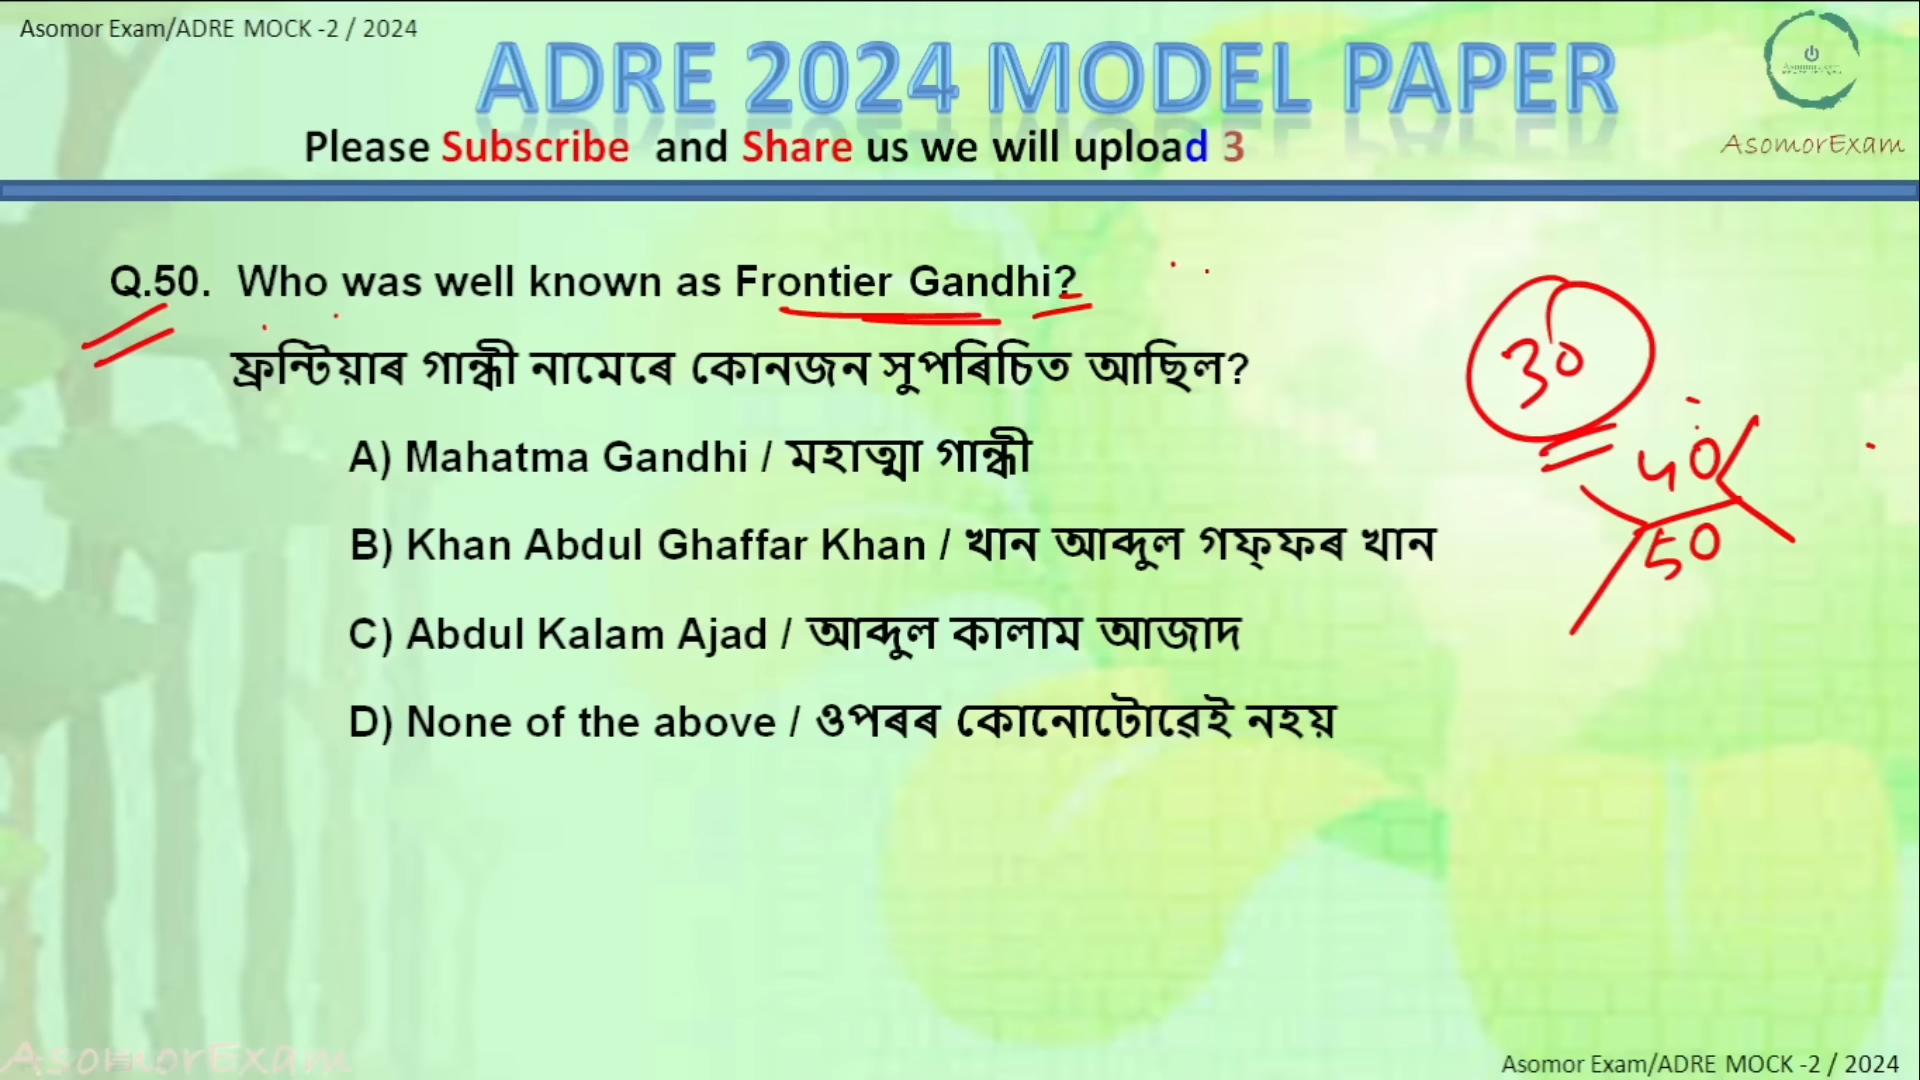 Asomor Exam/ADRE MOCK -2 / 2024
ADRE 2024 MODEL PAPER
Please Subscribe and Share us we will upload 3
AsomorExam
Q.50. Who was well known as Frontier Gandhi?
ফ্ৰন্টিয়াৰ গান্ধী নামেৰে কোনজন সুপৰিচিত আছিল?
A) Mahatma Gandhi / মহাত্মা গান্ধী
B) Khan Abdul Ghaffar Khan / খান আব্দুল গফ্ফৰ খান
C) Abdul Kalam Ajad / আব্দুল কালাম আজাদ
D) None of the above / ওপৰৰ কোনোটোৱেই নহয়
30
40
50
AsomorExam
Asomor Exam/ADRE MOCK -2 / 2024